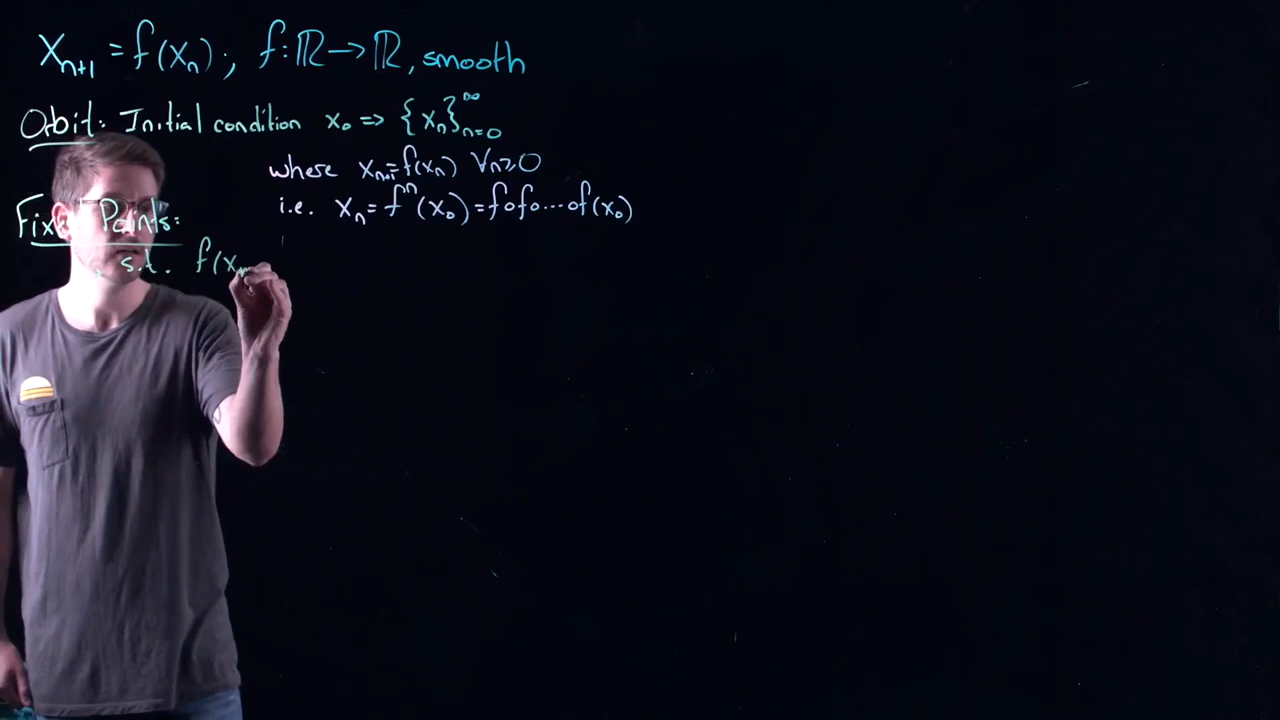 xₙ₊₁ = f(xₙ); f: ℝ → ℝ, smooth
Orbit: Initial condition x₀ => {xₙ}ₙ₌₀^∞
where xₙ₊₁ = f(xₙ) ∀n≥0
i.e. xₙ = fⁿ(x₀) = f∘f∘...∘f(x₀)
Fixed Points:
s.t. f(x